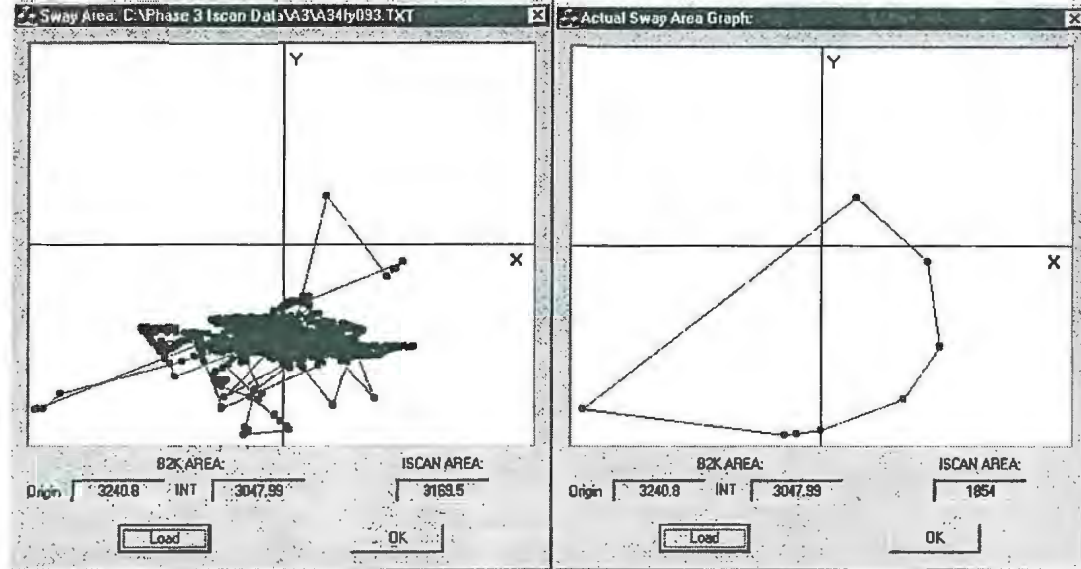 Sway Area: C:\Phase 3 Iscan Data\A3\A34fy093.TXT
Y
X
B2K AREA:
ISCAN AREA:
Origin 3240.8 INT 3047.99 3169.5
Load OK
Actual Sway Area Graph:
Y
X
B2K AREA:
ISCAN AREA:
Origin 3240.8 INT 3047.99 1854
Load OK